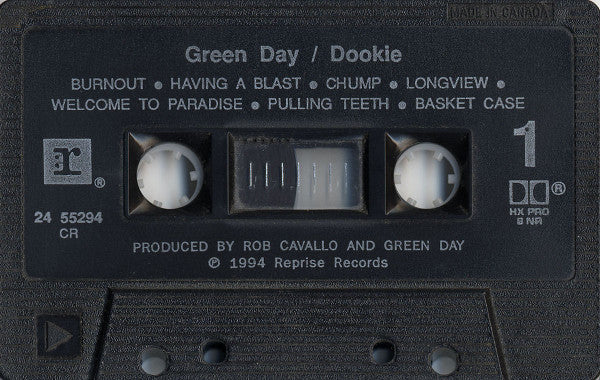 MADE IN CANADA
Green Day / Dookie
BURNOUT • HAVING A BLAST • CHUMP • LONGVIEW •
WELCOME TO PARADISE • PULLING TEETH • BASKET CASE
r ®
1
24 55294
CR
®
HX PRO
B NR
PRODUCED BY ROB CAVALLO AND GREEN DAY
℗ 1994 Reprise Records